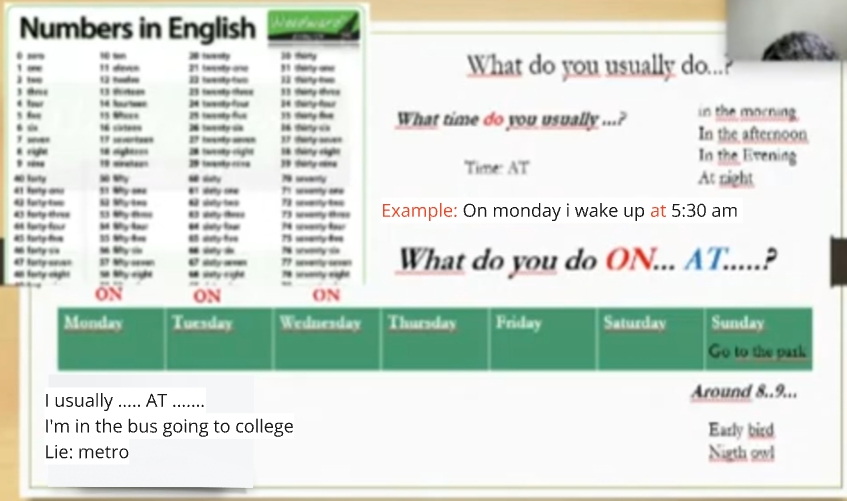 Numbers in English
Woodward
0 zero 10 ten 20 twenty 30 thirty
1 one 11 eleven 21 twenty-one 31 thirty-one
2 two 12 twelve 22 twenty-two 32 thirty-two
3 three 13 thirteen 23 twenty-three 33 thirty-three
4 four 14 fourteen 24 twenty-four 34 thirty-four
5 five 15 fifteen 25 twenty-five 35 thirty-five
6 six 16 sixteen 26 twenty-six 36 thirty-six
7 seven 17 seventeen 27 twenty-seven 37 thirty-seven
8 eight 18 eighteen 28 twenty-eight 38 thirty-eight
9 nine 19 nineteen 29 twenty-nine 39 thirty-nine
40 forty 50 fifty 60 sixty 70 seventy
41 forty-one 51 fifty-one 61 sixty-one 71 seventy-one
42 forty-two 52 fifty-two 62 sixty-two 72 seventy-two
43 forty-three 53 fifty-three 63 sixty-three 73 seventy-three
44 forty-four 54 fifty-four 64 sixty-four 74 seventy-four
45 forty-five 55 fifty-five 65 sixty-five 75 seventy-five
46 forty-six 56 fifty-six 66 sixty-six 76 seventy-six
47 forty-seven 57 fifty-seven 67 sixty-seven 77 seventy-seven
48 forty-eight 58 fifty-eight 68 sixty-eight 78 seventy-eight
What do you usually do...?
What time do you usually ...?
Time: AT
in the morning
In the afternoon
In the Evening
At night
Example: On monday i wake up at 5:30 am
What do you do ON... AT.....?
ON ON ON
Monday Tuesday Wednesday Thursday Friday Saturday Sunday
Go to the park
I usually ..... AT .......
I'm in the bus going to college
Lie: metro
Around 8..9...
Early bird
Nigth owl